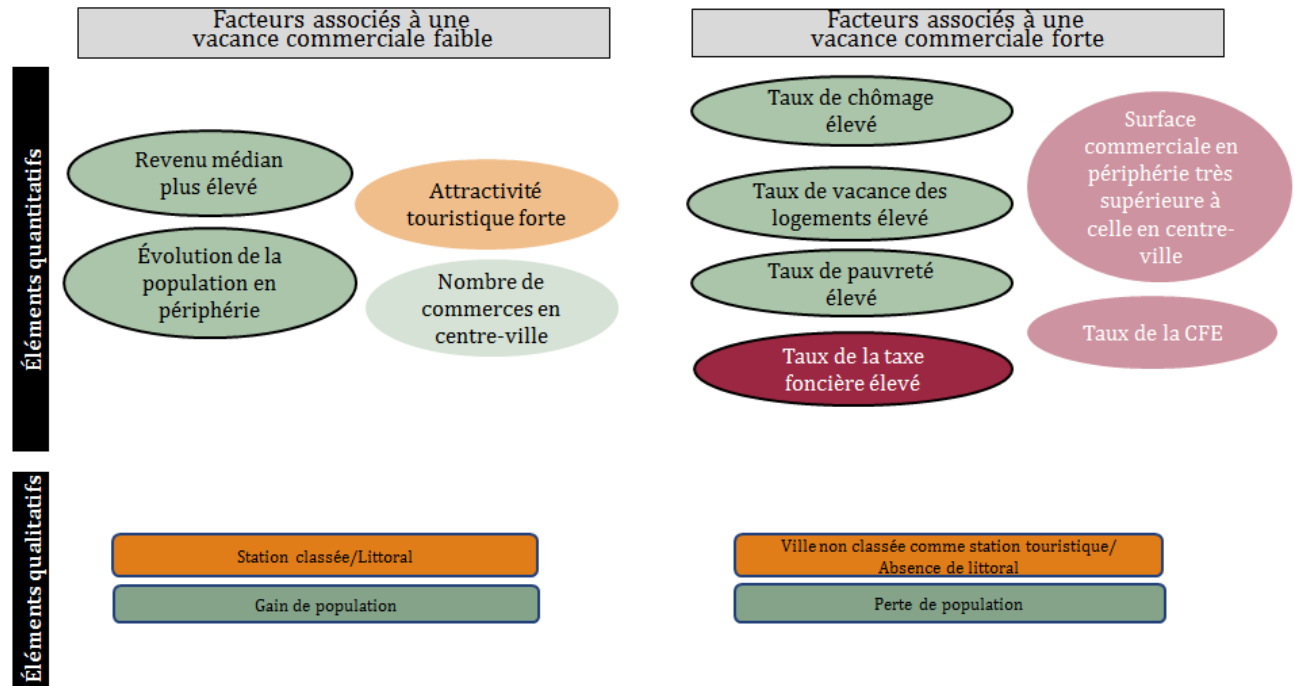 Facteurs associés à une
vacance commerciale faible
Facteurs associés à une
vacance commerciale forte
Éléments quantitatifs
Revenu médian
plus élevé
Évolution de la
population en
périphérie
Attractivité
touristique forte
Nombre de
commerces en
centre-ville
Taux de chômage
élevé
Taux de vacance des
logements élevé
Taux de pauvreté
élevé
Taux de la taxe
foncière élevé
Surface
commerciale en
périphérie très
supérieure à
celle en centre-
ville
Taux de la CFE
Éléments qualitatifs
Station classée/Littoral
Gain de population
Ville non classée comme station touristique/
Absence de littoral
Perte de population